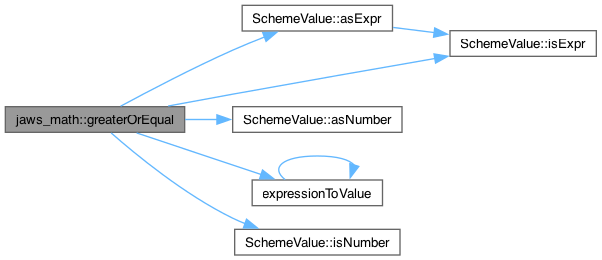 SchemeValue::asExpr
SchemeValue::isExpr
jaws_math::greaterOrEqual
SchemeValue::asNumber
expressionToValue
SchemeValue::isNumber